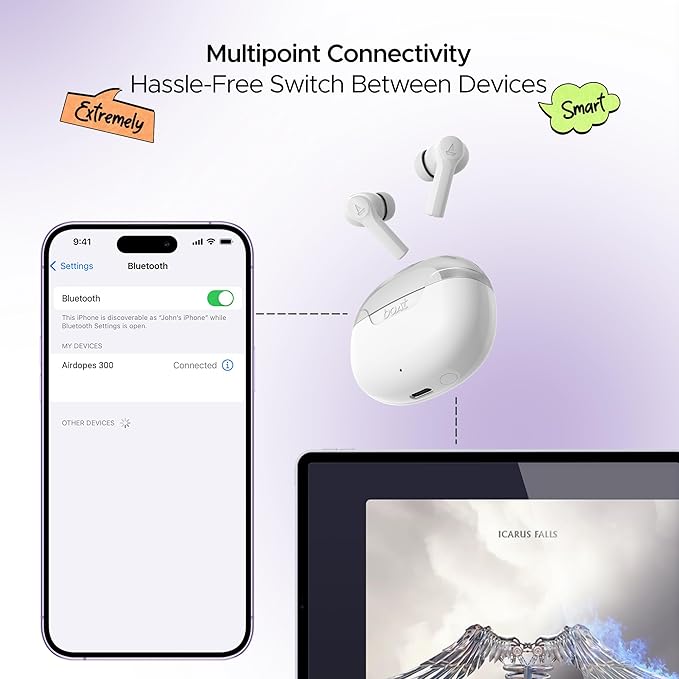 Multipoint Connectivity
Hassle-Free Switch Between Devices
Extremely
Smart
9:41
Settings
Bluetooth
Bluetooth
This iPhone is discoverable as "John's iPhone" while
Bluetooth Settings is open.
MY DEVICES
Airdopes 300
Connected
OTHER DEVICES
boAt
ICARUS FALLS